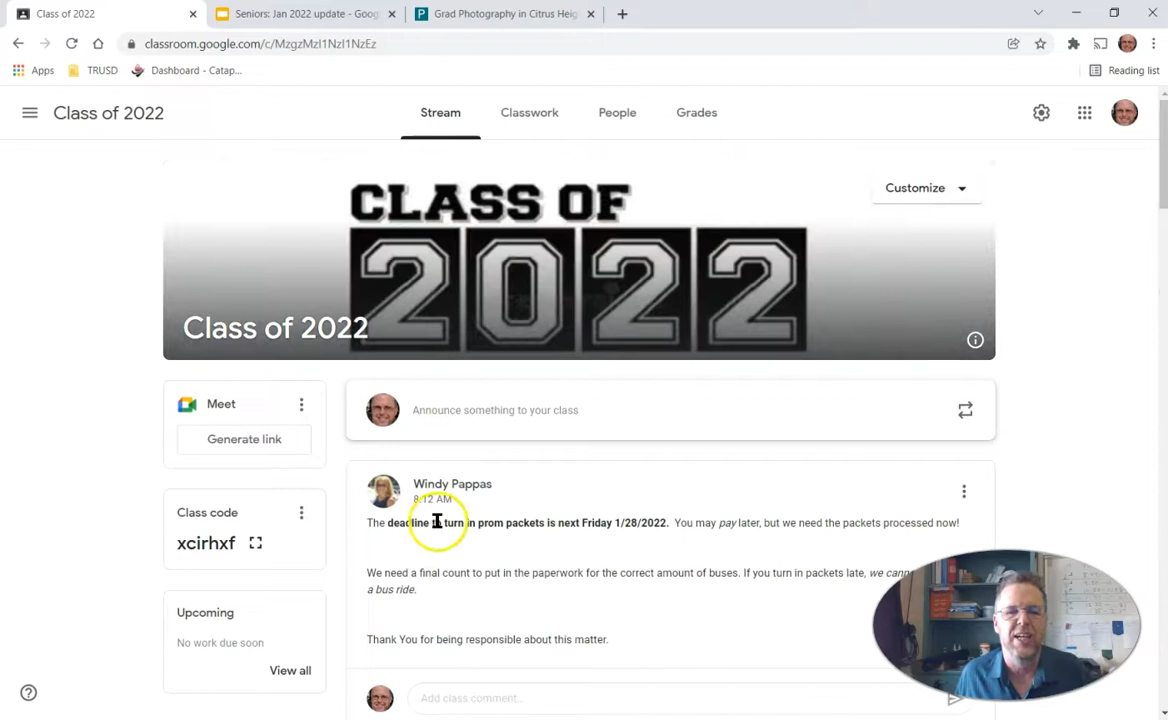 Class of 2022
Seniors: Jan 2022 update - Goog
Grad Photography in Citrus Heig
classroom.google.com/c/MzgzMzI1NzI1NzEz
Apps
TRUSD
Dashboard - Catap...
Reading list
Class of 2022
Stream
Classwork
People
Grades
CLASS OF
2022
Customize
Class of 2022
Meet
Generate link
Announce something to your class
Class code
xcirhxf
Windy Pappas
8:12 AM
The deadline to turn in prom packets is next Friday 1/28/2022. You may pay later, but we need the packets processed now!
We need a final count to put in the paperwork for the correct amount of buses. If you turn in packets late, we
a bus ride.
Thank You for being responsible about this matter.
Upcoming
No work due soon
View all
Add class comment...